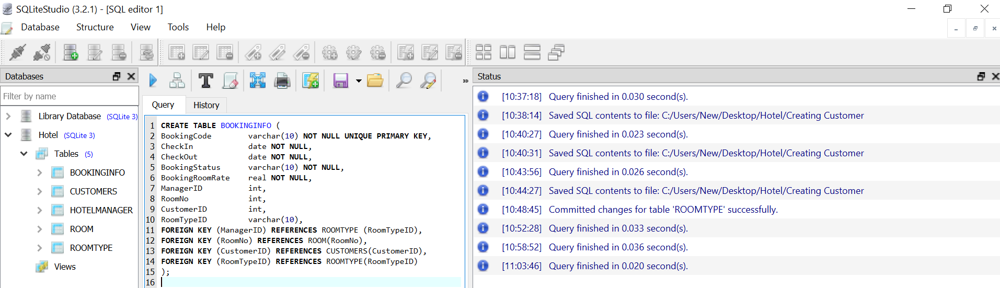 SQLiteStudio (3.2.1) - [SQL editor 1]
Database Structure View Tools Help
Databases
Filter by name
Library Database (SQLite 3)
Hotel (SQLite 3)
Tables (5)
BOOKINGINFO
CUSTOMERS
HOTELMANAGER
ROOM
ROOMTYPE
Views
Query History
1 CREATE TABLE BOOKINGINFO (
2 BookingCode varchar(10) NOT NULL UNIQUE PRIMARY KEY,
3 CheckIn date NOT NULL,
4 CheckOut date NOT NULL,
5 BookingStatus varchar(10) NOT NULL,
6 BookingRoomRate real NOT NULL,
7 ManagerID int,
8 RoomNo int,
9 CustomerID int,
10 RoomTypeID varchar(10),
11 FOREIGN KEY (ManagerID) REFERENCES ROOMTYPE (RoomTypeID),
12 FOREIGN KEY (RoomNo) REFERENCES ROOM(RoomNo),
13 FOREIGN KEY (CustomerID) REFERENCES CUSTOMERS(CustomerID),
14 FOREIGN KEY (RoomTypeID) REFERENCES ROOMTYPE(RoomTypeID)
15 );
16
Status
[10:37:18] Query finished in 0.030 second(s).
[10:38:14] Saved SQL contents to file: C:/Users/New/Desktop/Hotel/Creating Customer
[10:40:27] Query finished in 0.023 second(s).
[10:40:31] Saved SQL contents to file: C:/Users/New/Desktop/Hotel/Creating Customer
[10:43:56] Query finished in 0.026 second(s).
[10:44:27] Saved SQL contents to file: C:/Users/New/Desktop/Hotel/Creating Customer
[10:48:45] Committed changes for table 'ROOMTYPE' successfully.
[10:52:28] Query finished in 0.033 second(s).
[10:58:52] Query finished in 0.036 second(s).
[11:03:46] Query finished in 0.020 second(s).